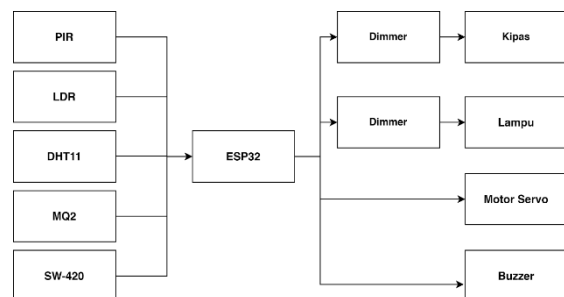 PIR
LDR
DHT11
MQ2
SW-420
ESP32
Dimmer
Kipas
Dimmer
Lampu
Motor Servo
Buzzer